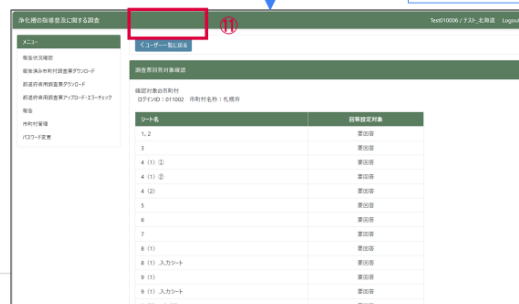 浄化槽の指導普及に関する調査
Test010006 / テスト_北海道 Logout
⑪
メニュー
報告状況確認
報告済み市町村調査票ダウンロード
都道府県用調査票ダウンロード
都道府県用調査票アップロード・エラーチェック
報告
市町村管理
パスワード変更
くユーザー一覧に戻る
調査票回答対象確認
確認対象の市町村
ログインID:011002 市町村名称:札幌市
シート名 回答設定対象
1、2 要回答
3 要回答
4(1)① 要回答
4(1)② 要回答
4(2) 要回答
5 要回答
6 要回答
7 要回答
8(1) 要回答
8(1)_入力シート 要回答
9(1) 要回答
9(1)_入力シート 要回答